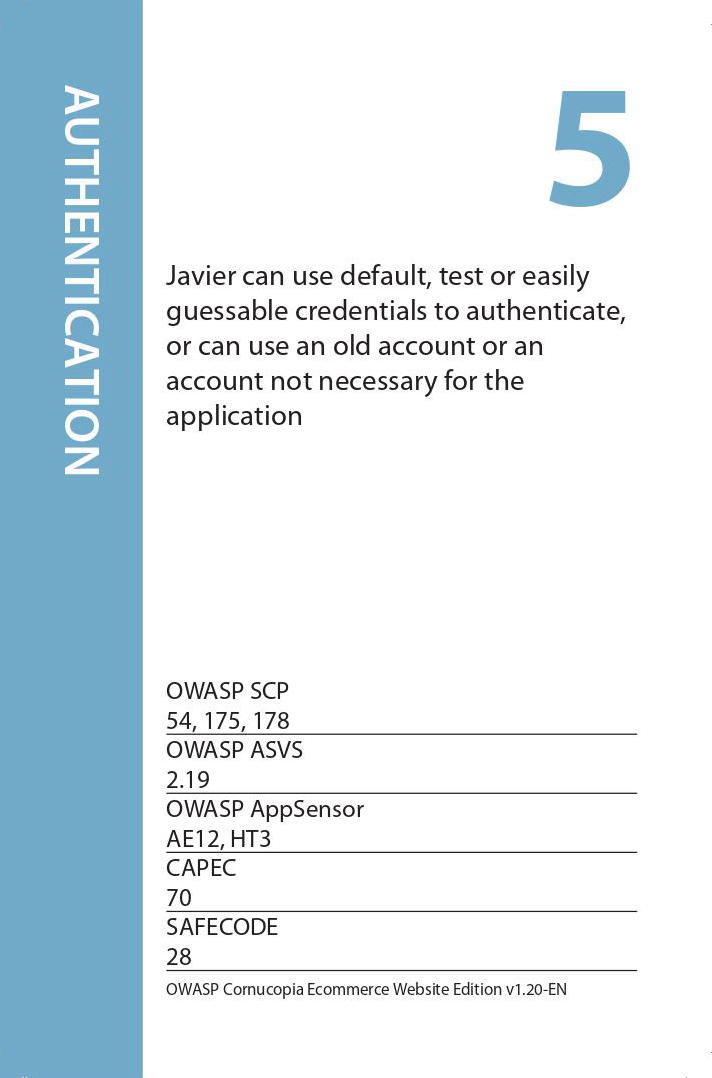 AUTHENTICATION
5
Javier can use default, test or easily
guessable credentials to authenticate,
or can use an old account or an
account not necessary for the
application
OWASP SCP
54, 175, 178
OWASP ASVS
2.19
OWASP AppSensor
AE12, HT3
CAPEC
70
SAFECODE
28
OWASP Cornucopia Ecommerce Website Edition v1.20-EN